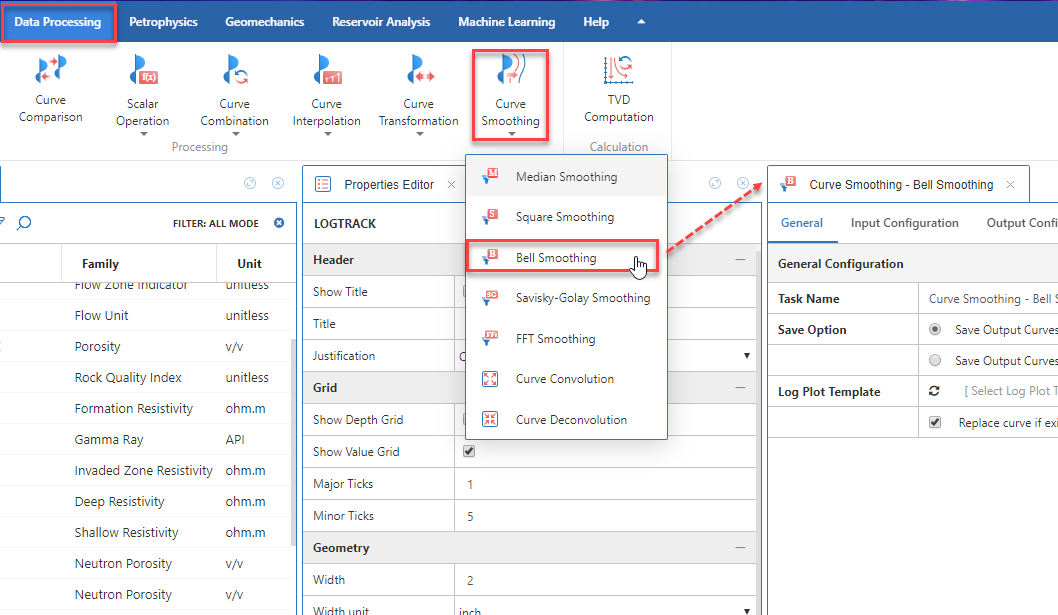 Data Processing Petrophysics Geomechanics Reservoir Analysis Machine Learning Help
Curve Comparison
Scalar Operation
Curve Combination
Curve Interpolation
Curve Transformation
Curve Smoothing
TVD Computation
Processing
Calculation
FILTER: ALL MODE
Family Unit
Flow Zone Indicator unitless
Flow Unit unitless
Porosity v/v
Rock Quality Index unitless
Formation Resistivity ohm.m
Gamma Ray API
Invaded Zone Resistivity ohm.m
Deep Resistivity ohm.m
Shallow Resistivity ohm.m
Neutron Porosity v/v
Neutron Porosity v/v
Properties Editor
LOGTRACK
Header
Show Title
Title
Justification
Grid
Show Depth Grid
Show Value Grid
Major Ticks 1
Minor Ticks 5
Geometry
Width 2
Width unit inch
Median Smoothing
Square Smoothing
Bell Smoothing
Savisky-Golay Smoothing
FFT Smoothing
Curve Convolution
Curve Deconvolution
Curve Smoothing - Bell Smoothing
General Input Configuration Output Confi
General Configuration
Task Name Curve Smoothing - Bell S
Save Option Save Output Curves
Save Output Curves
Log Plot Template [ Select Log Plot T
Replace curve if exi